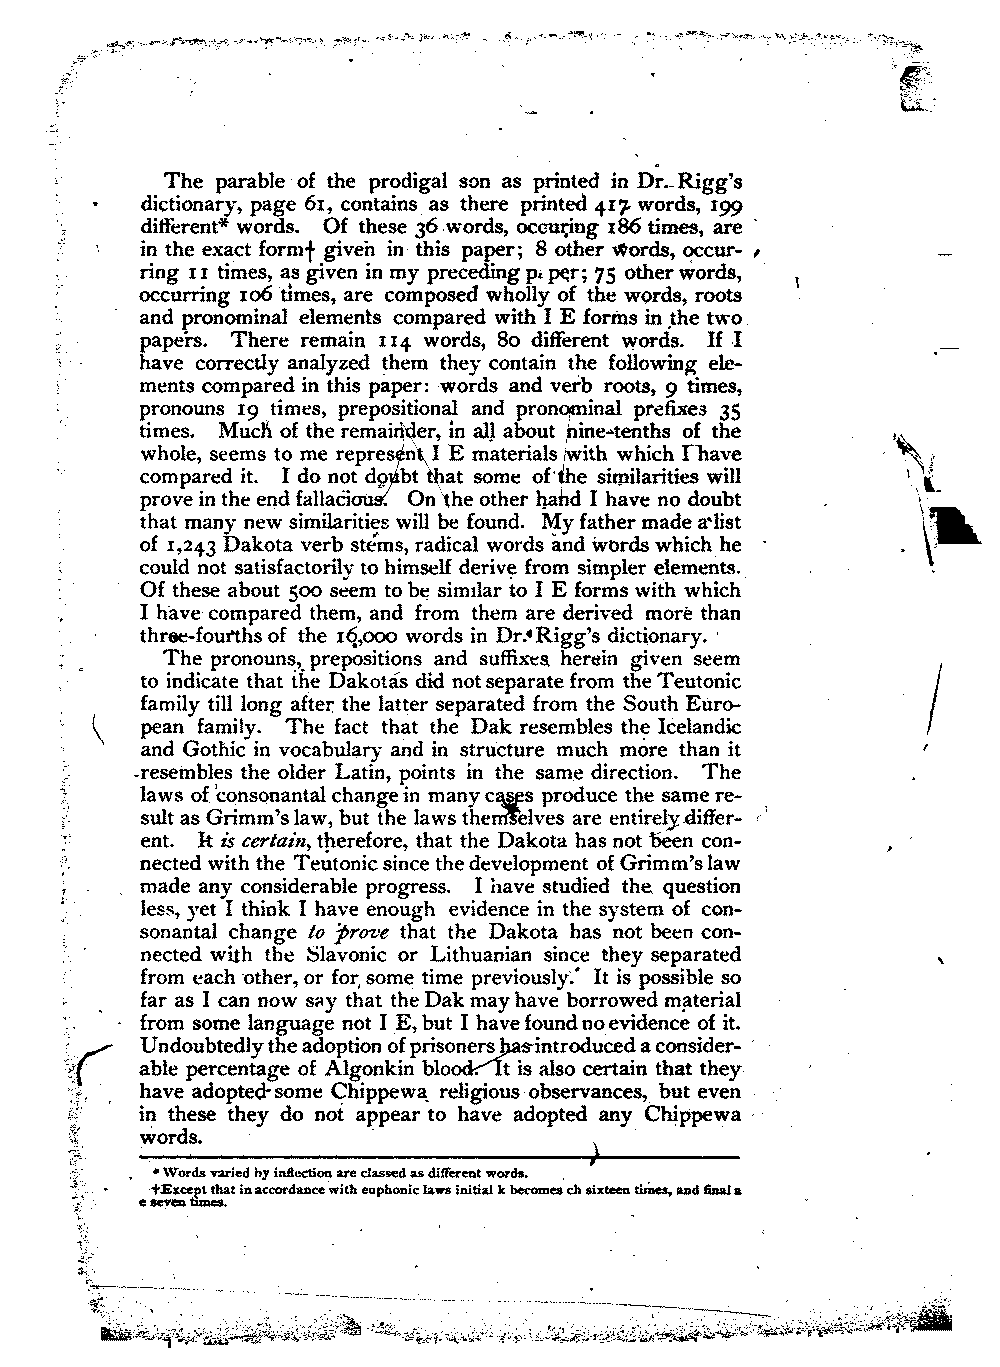 The parable of the prodigal son as printed in Dr. Rigg's
dictionary, page 61, contains as there printed 417 words, 199
different* words. Of these 36 words, occuring 186 times, are
in the exact form† given in this paper; 8 other words, occur-
ring 11 times, as given in my preceding paper; 75 other words,
occurring 106 times, are composed wholly of the words, roots
and pronominal elements compared with I E forms in the two
papers. There remain 114 words, 80 different words. If I
have correctly analyzed them they contain the following ele-
ments compared in this paper: words and verb roots, 9 times,
pronouns 19 times, prepositional and pronominal prefixes 35
times. Much of the remainder, in all about nine-tenths of the
whole, seems to me represent I E materials with which I have
compared it. I do not doubt that some of the similarities will
prove in the end fallacious. On the other hand I have no doubt
that many new similarities will be found. My father made a list
of 1,243 Dakota verb stems, radical words and words which he
could not satisfactorily to himself derive from simpler elements.
Of these about 500 seem to be similar to I E forms with which
I have compared them, and from them are derived more than
three-fourths of the 16,000 words in Dr. Rigg's dictionary.
The pronouns, prepositions and suffixes herein given seem
to indicate that the Dakotas did not separate from the Teutonic
family till long after the latter separated from the South Euro-
pean family. The fact that the Dak resembles the Icelandic
and Gothic in vocabulary and in structure much more than it
resembles the older Latin, points in the same direction. The
laws of consonantal change in many cases produce the same re-
sult as Grimm's law, but the laws themselves are entirely differ-
ent. It is certain, therefore, that the Dakota has not been con-
nected with the Teutonic since the development of Grimm's law
made any considerable progress. I have studied the question
less, yet I think I have enough evidence in the system of con-
sonantal change to prove that the Dakota has not been con-
nected with the Slavonic or Lithuanian since they separated
from each other, or for some time previously. It is possible so
far as I can now say that the Dak may have borrowed material
from some language not I E, but I have found no evidence of it.
Undoubtedly the adoption of prisoners has introduced a consider-
able percentage of Algonkin blood. It is also certain that they
have adopted some Chippewa religious observances, but even
in these they do not appear to have adopted any Chippewa
words.
* Words varied by inflection are classed as different words.
†Except that in accordance with euphonic laws initial k becomes ch sixteen times, and final a
e seven times.